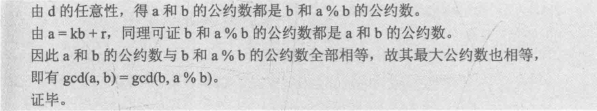 由 d 的任意性，得 a 和 b 的公约数都是 b 和 a % b 的公约数。
由 a = kb + r，同理可证 b 和 a % b 的公约数都是 a 和 b 的公约数。
因此 a 和 b 的公约数与 b 和 a % b 的公约数全部相等，故其最大公约数也相等，
即有 gcd(a, b) = gcd(b, a % b)。
证毕。